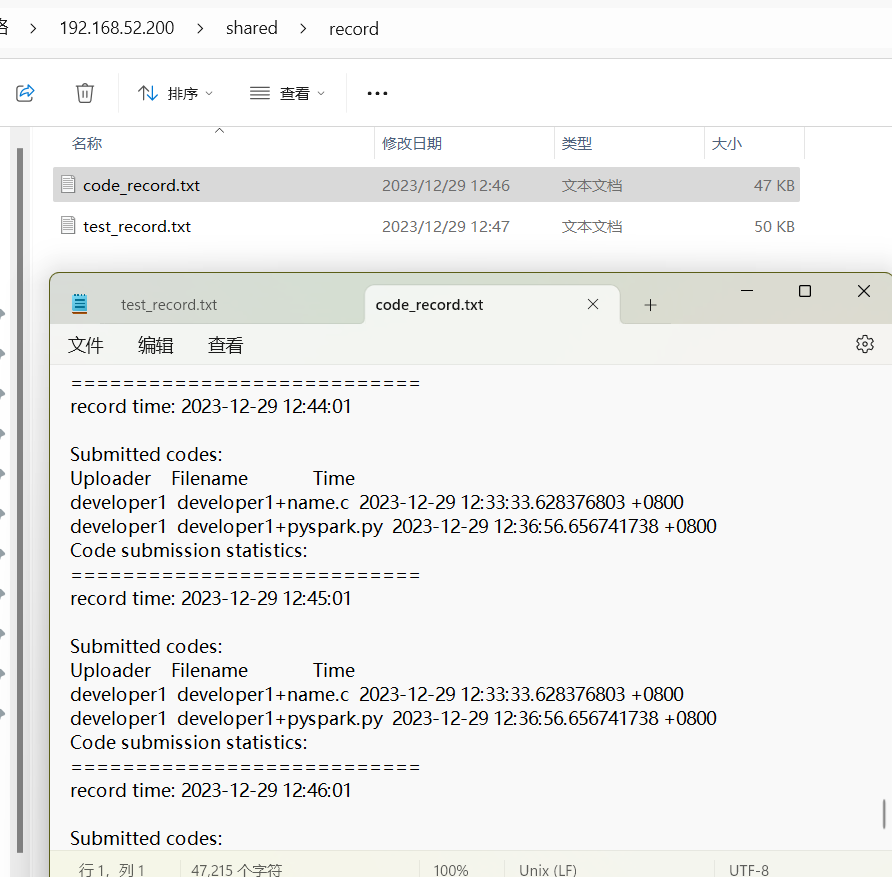 络 > 192.168.52.200 > shared > record
排序 查看 •••
名称 修改日期 类型 大小
code_record.txt 2023/12/29 12:46 文本文档 47 KB
test_record.txt 2023/12/29 12:47 文本文档 50 KB
test_record.txt code_record.txt
文件 编辑 查看
===========================
record time: 2023-12-29 12:44:01
Submitted codes:
Uploader Filename Time
developer1 developer1+name.c 2023-12-29 12:33:33.628376803 +0800
developer1 developer1+pyspark.py 2023-12-29 12:36:56.656741738 +0800
Code submission statistics:
===========================
record time: 2023-12-29 12:45:01
Submitted codes:
Uploader Filename Time
developer1 developer1+name.c 2023-12-29 12:33:33.628376803 +0800
developer1 developer1+pyspark.py 2023-12-29 12:36:56.656741738 +0800
Code submission statistics:
===========================
record time: 2023-12-29 12:46:01
Submitted codes:
行 1，列 1 47,215 个字符 100% Unix (LF) UTF-8